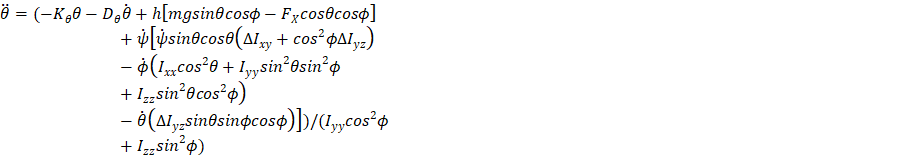 θ̈ = (−K_θθ − D_θθ̇ + h[mgsinθcosϕ − F_Xcosθcosϕ]
+ ψ̇[ψ̇sinθcosθ(ΔI_xy + cos²ϕΔI_yz)
− ϕ̇(I_xxcos²θ + I_yysin²θsin²ϕ
+ I_zzsin²θcos²ϕ)
− θ̇(ΔI_yzsinθsinϕcosϕ)])/(I_yycos²ϕ
+ I_zzsin²ϕ)